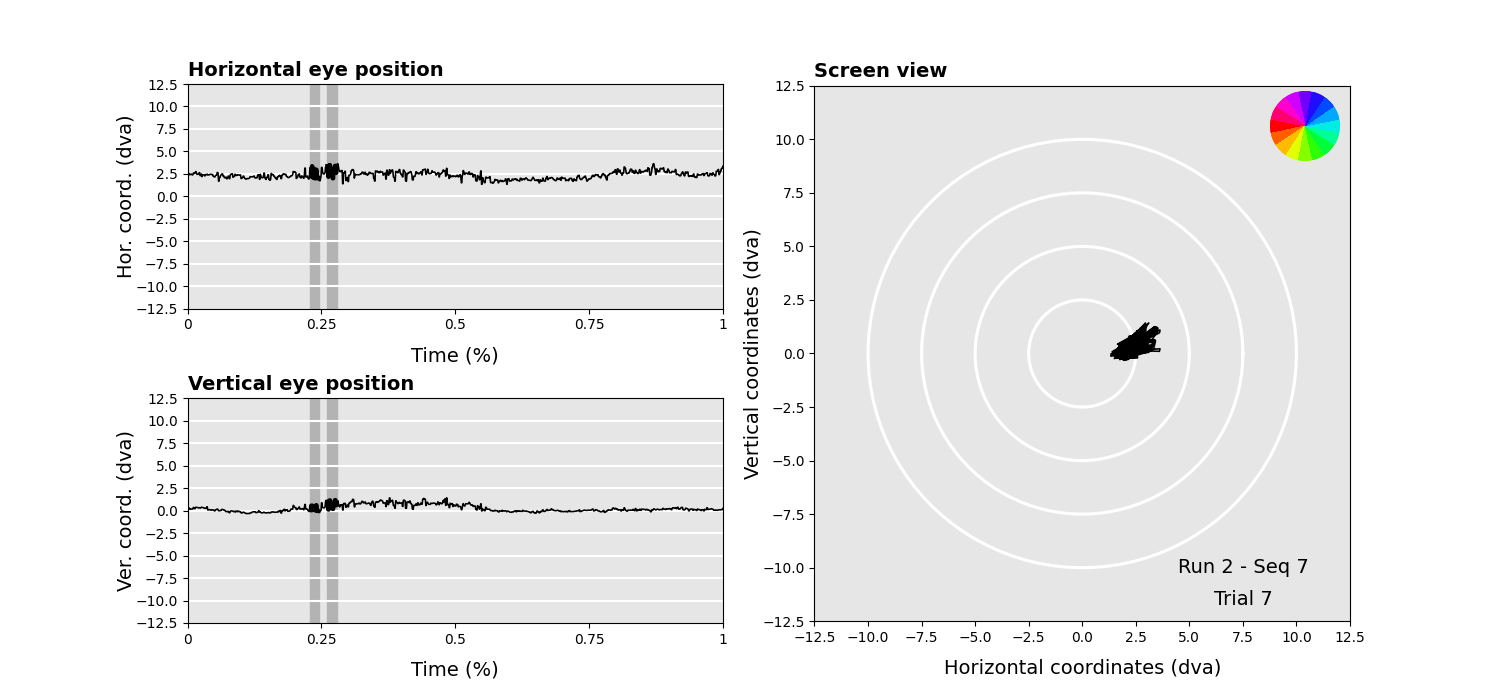 Horizontal eye position
Hor. coord. (dva)
12.5
10.0
7.5
5.0
2.5
0.0
−2.5
−5.0
−7.5
−10.0
−12.5
0 0.25 0.5 0.75 1
Time (%)
Vertical eye position
Ver. coord. (dva)
12.5
10.0
7.5
5.0
2.5
0.0
−2.5
−5.0
−7.5
−10.0
−12.5
0 0.25 0.5 0.75 1
Time (%)
Screen view
Vertical coordinates (dva)
12.5
10.0
7.5
5.0
2.5
0.0
−2.5
−5.0
−7.5
−10.0
−12.5
Run 2 - Seq 7
Trial 7
−12.5 −10.0 −7.5 −5.0 −2.5 0.0 2.5 5.0 7.5 10.0 12.5
Horizontal coordinates (dva)